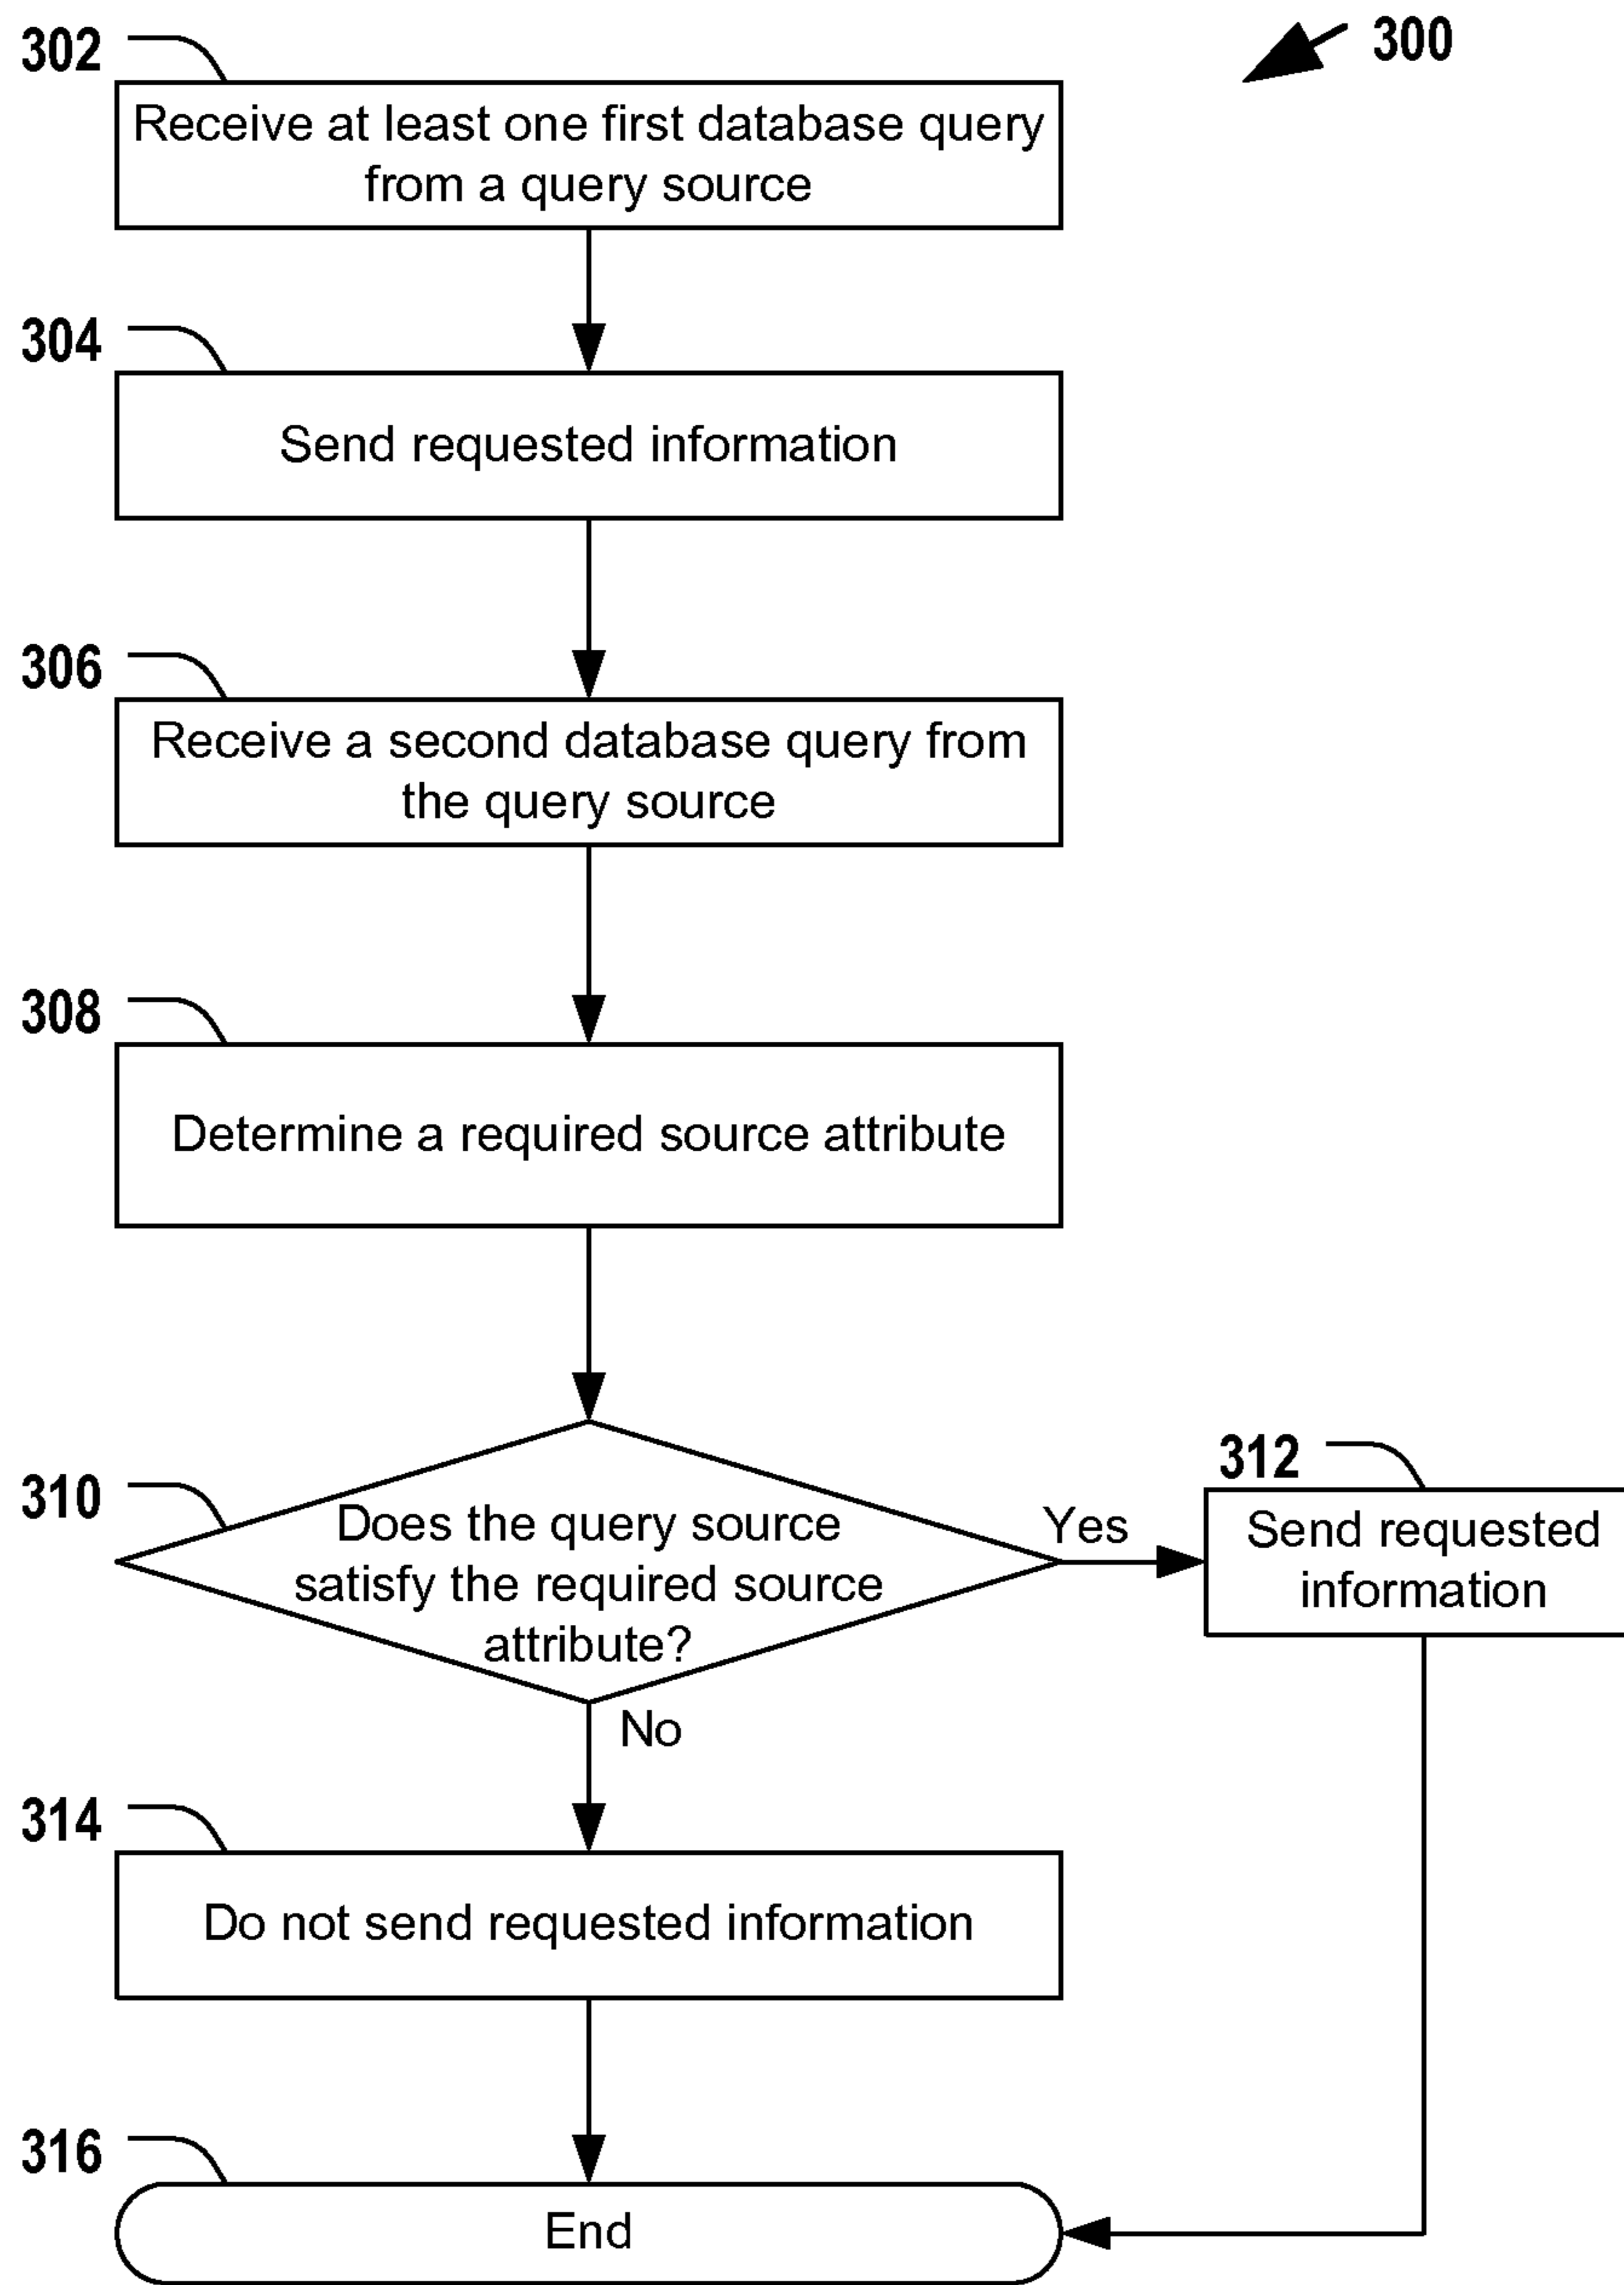 300
302
Receive at least one first database query
from a query source
304
Send requested information
306
Receive a second database query from
the query source
308
Determine a required source attribute
310
Does the query source
satisfy the required source
attribute?
Yes
312
Send requested
information
No
314
Do not send requested information
316
End